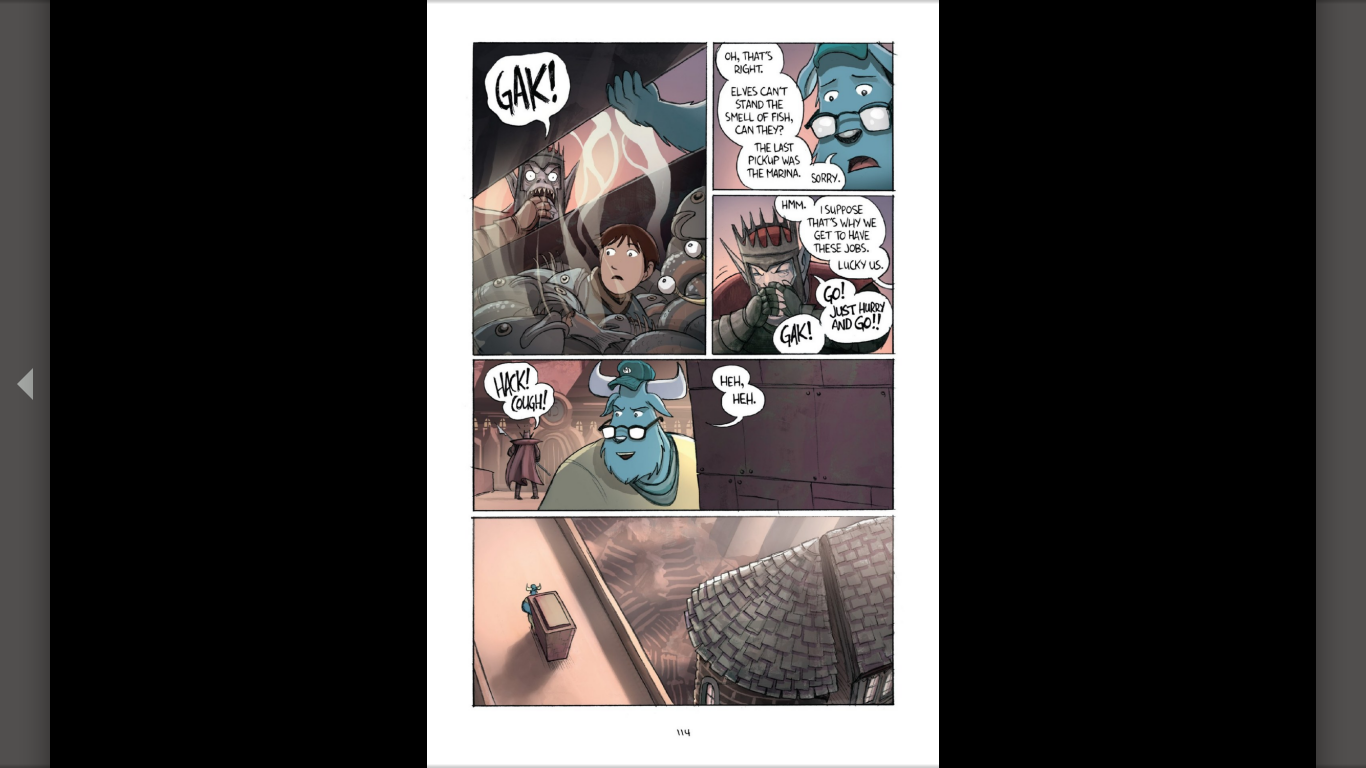 GAK!
OH, THAT'S
RIGHT.
ELVES CAN'T
STAND THE
SMELL OF FISH,
CAN THEY?
THE LAST
PICKUP WAS
THE MARINA.
SORRY.
HMM.
I SUPPOSE
THAT'S WHY WE
GET TO HAVE
THESE JOBS.
LUCKY US.
GO!
JUST HURRY
AND GO!!
GAK!
HACK!
COUGH!
HEH,
HEH.
114